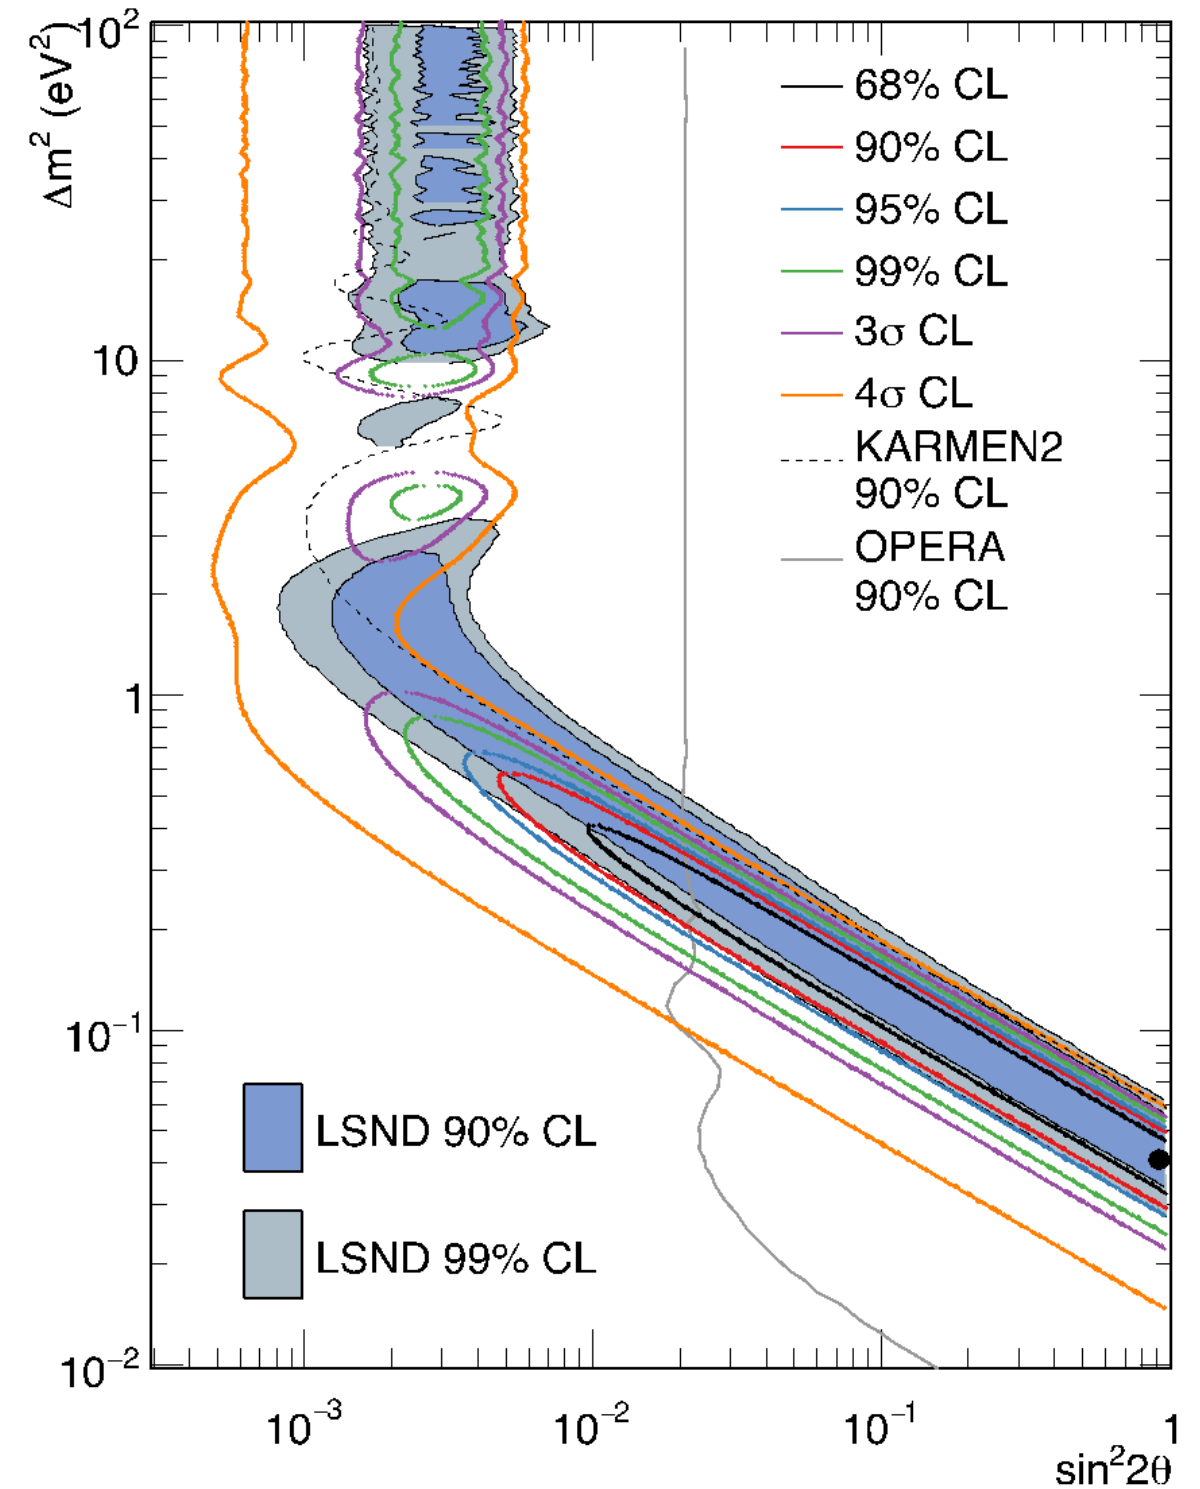 Δm² (eV²)
10²
10
1
10⁻¹
10⁻²
68% CL
90% CL
95% CL
99% CL
3σ CL
4σ CL
KARMEN2
90% CL
OPERA
90% CL
LSND 90% CL
LSND 99% CL
10⁻³
10⁻²
10⁻¹
1
sin²2θ